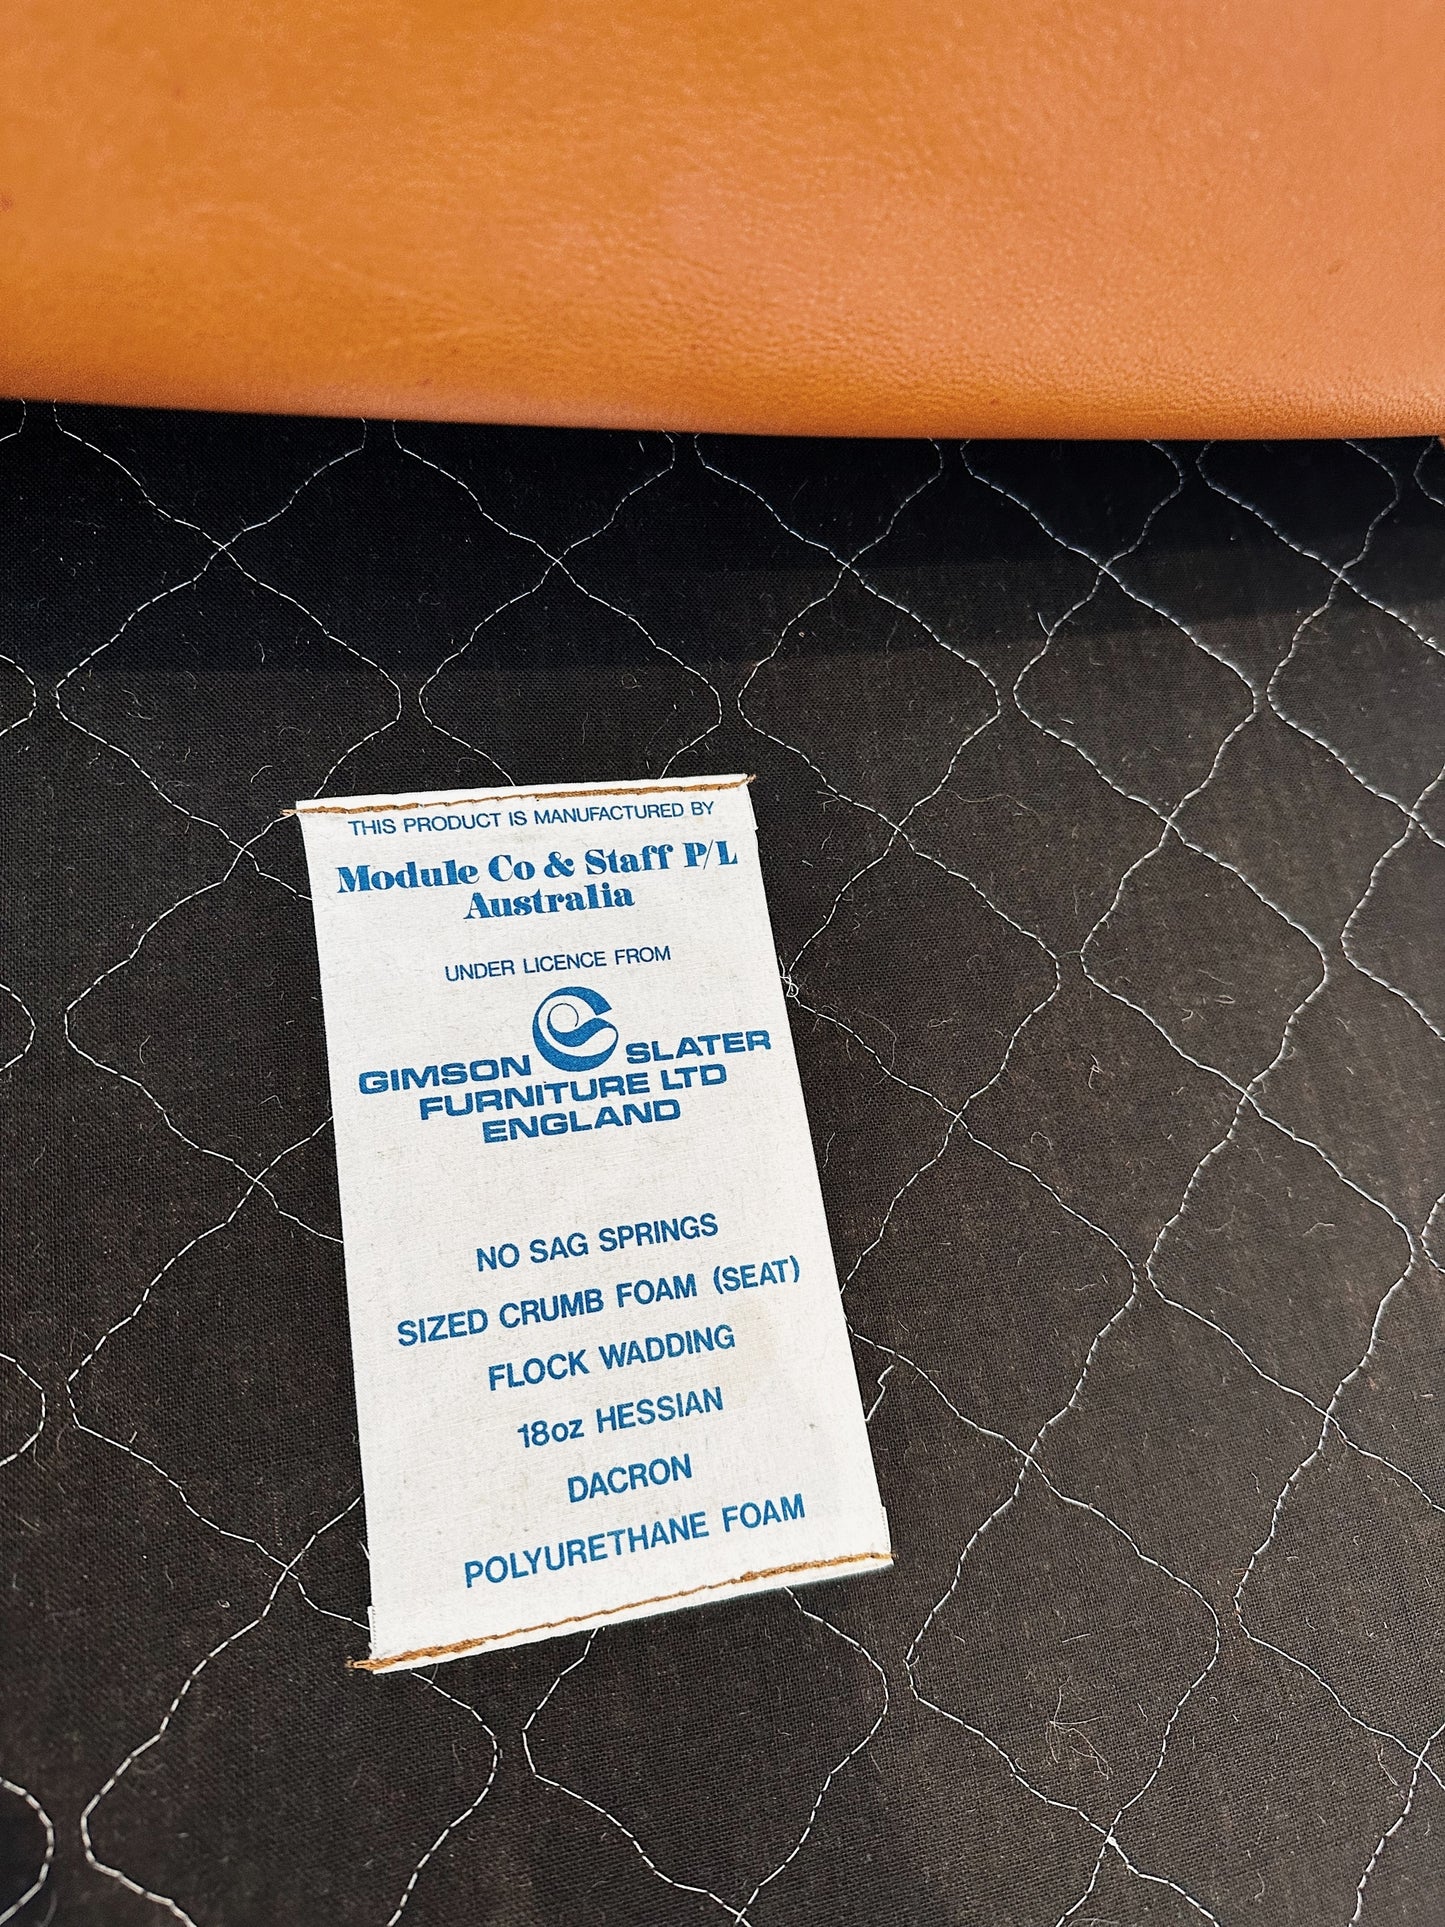 THIS PRODUCT IS MANUFACTURED BY
Module Co & Staff P/L
Australia
UNDER LICENCE FROM
GIMSON SLATER
FURNITURE LTD
ENGLAND
NO SAG SPRINGS
SIZED CRUMB FOAM (SEAT)
FLOCK WADDING
18oz HESSIAN
DACRON
POLYURETHANE FOAM